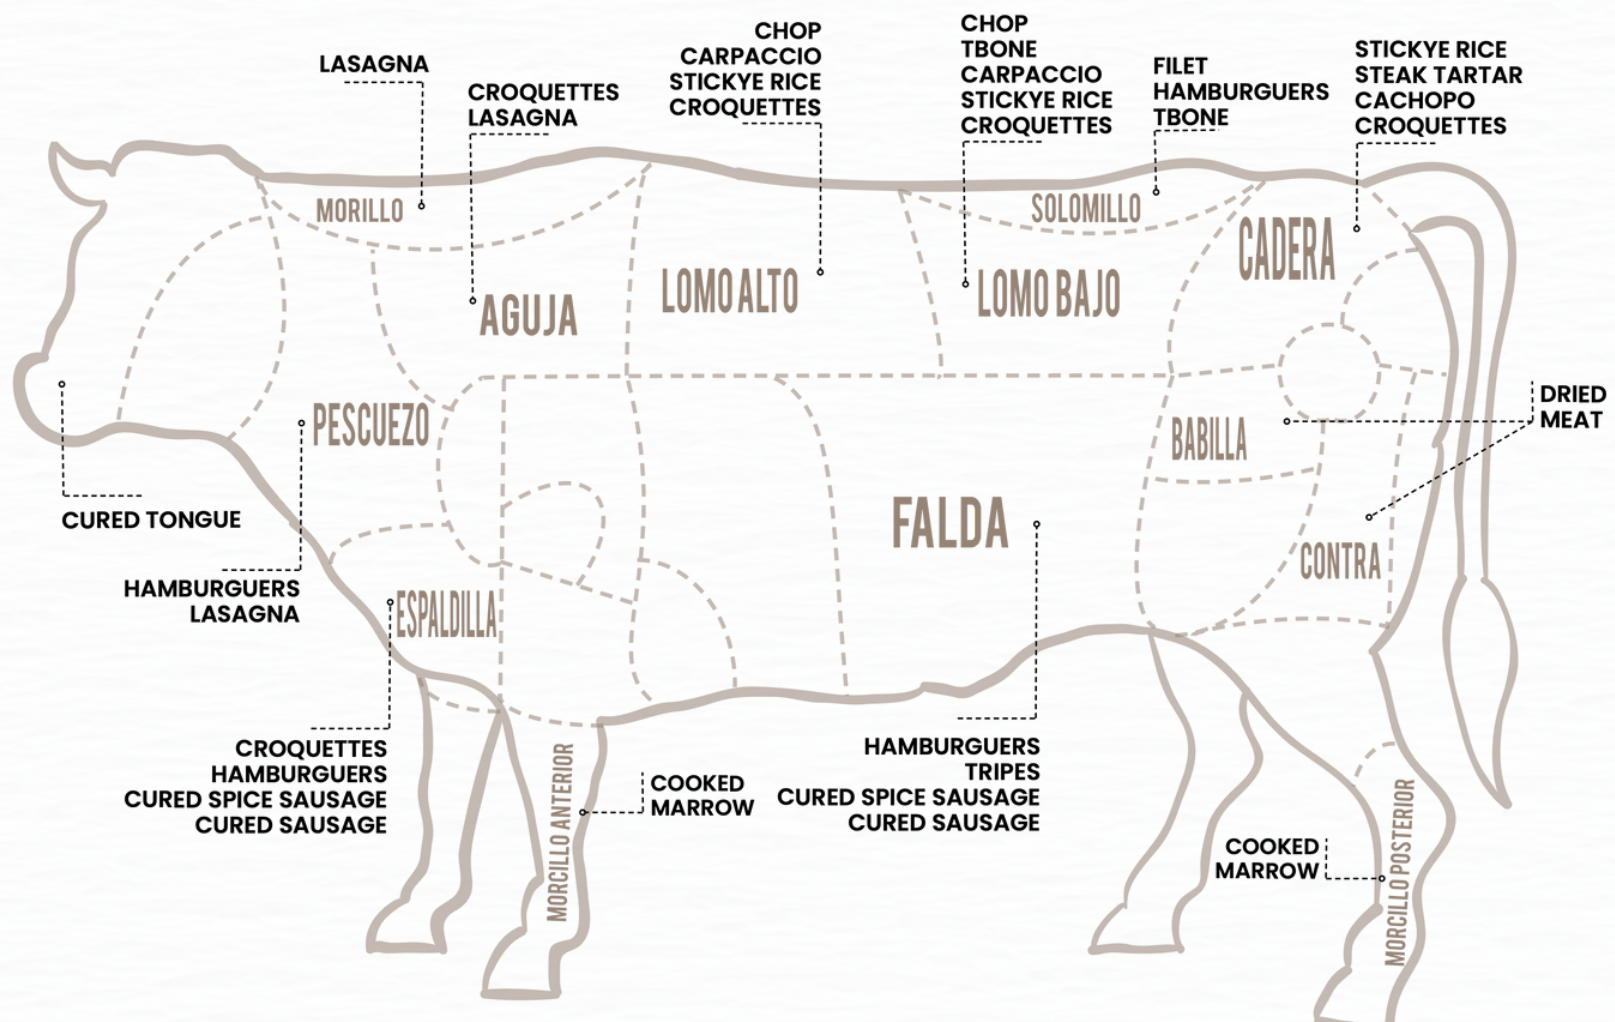 LASAGNA
CROQUETTES
LASAGNA
CHOP
CARPACCIO
STICKYE RICE
CROQUETTES
CHOP
TBONE
CARPACCIO
STICKYE RICE
CROQUETTES
FILET
HAMBURGUERS
TBONE
STICKYE RICE
STEAK TARTAR
CACHOPO
CROQUETTES
MORILLO
SOLOMILLO
CADERA
AGUJA
LOMO ALTO
LOMO BAJO
PESCUEZO
BABILLA
DRIED
MEAT
CURED TONGUE
FALDA
CONTRA
HAMBURGUERS
LASAGNA
ESPALDILLA
CROQUETTES
HAMBURGUERS
CURED SPICE SAUSAGE
CURED SAUSAGE
MORCILLO ANTERIOR
COOKED
MARROW
HAMBURGUERS
TRIPES
CURED SPICE SAUSAGE
CURED SAUSAGE
COOKED
MARROW
MORCILLO POSTERIOR